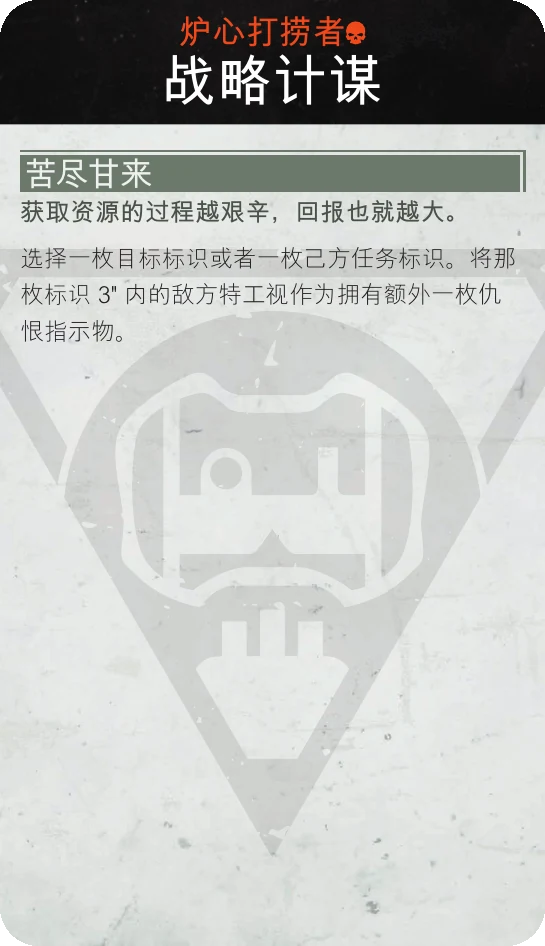 炉心打捞者
战略计谋
苦尽甘来
获取资源的过程越艰辛，回报也就越大。
选择一枚目标标识或者一枚己方任务标识。将那
枚标识 3" 内的敌方特工视作为拥有额外一枚仇
恨指示物。